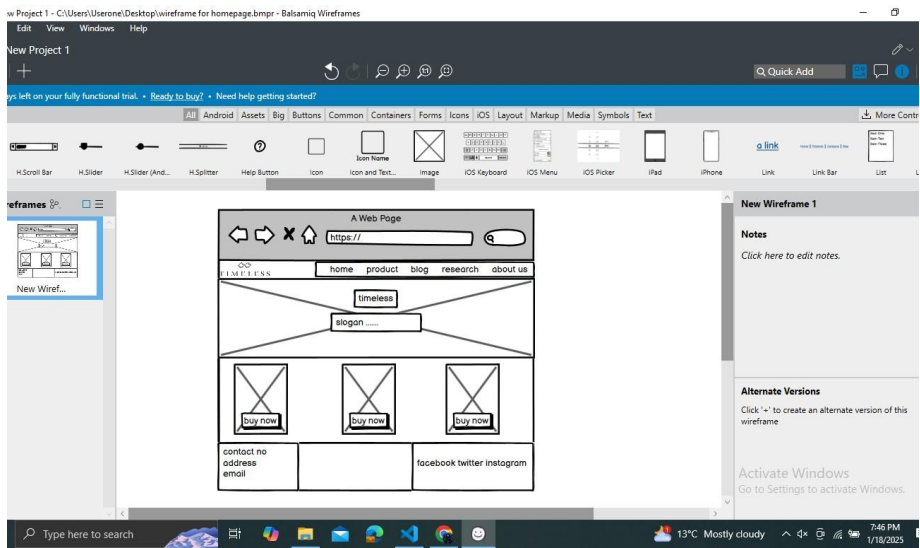 w Project 1 - C:\Users\Userone\Desktop\wireframe for homepage.bmpr - Balsamiq Wireframes
Edit View Windows Help
New Project 1
Quick Add
ys left on your fully functional trial. • Ready to buy? • Need help getting started?
All Android Assets Big Buttons Common Containers Forms Icons iOS Layout Markup Media Symbols Text
More Contr
Icon Name
a link
H.Scroll Bar H.Slider H.Slider (And... H.Splitter Help Button Icon Icon and Text... Image iOS Keyboard iOS Menu iOS Picker iPad iPhone Link Link Bar List
reframes
New Wiref...
A Web Page
https://
TIMELESS
home product blog research about us
timeless
slogan ......
buy now buy now buy now
contact no
address
email
facebook twitter instagram
New Wireframe 1
Notes
Click here to edit notes.
Alternate Versions
Click '+' to create an alternate version of this
wireframe
Activate Windows
Go to Settings to activate Windows.
Type here to search
13°C Mostly cloudy
7:46 PM
1/18/2025